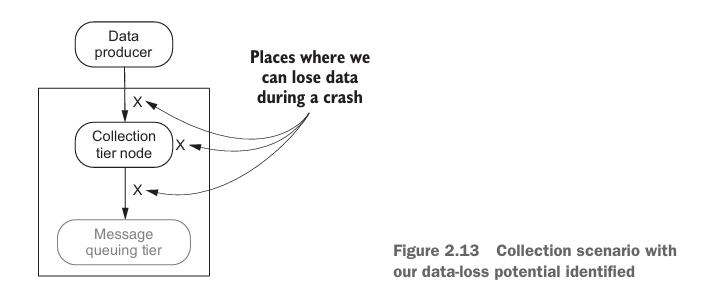 Data
producer
Places where we
can lose data
during a crash
X
Collection
tier node
X
X
Message
queuing tier
Figure 2.13 Collection scenario with
our data-loss potential identified